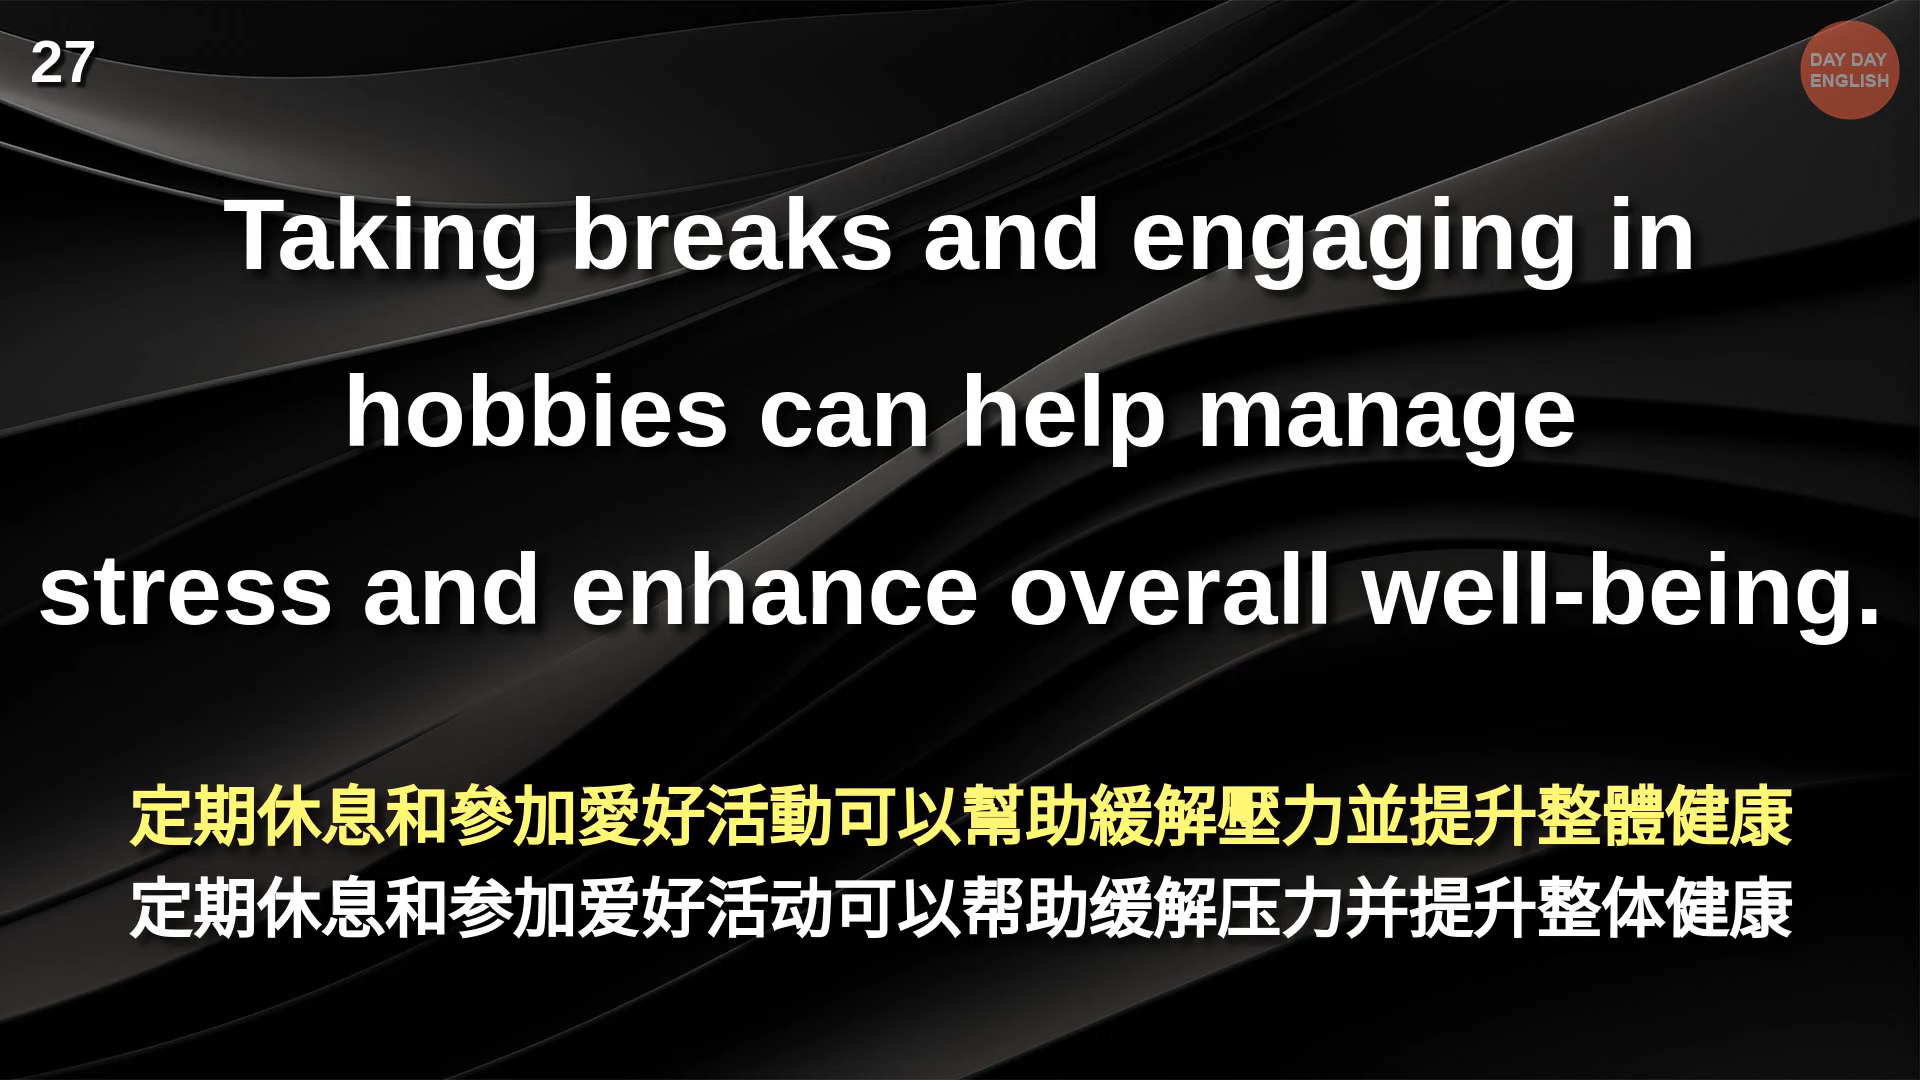 27
DAY DAY
ENGLISH
Taking breaks and engaging in
hobbies can help manage
stress and enhance overall well-being.
定期休息和參加愛好活動可以幫助緩解壓力並提升整體健康
定期休息和参加爱好活动可以帮助缓解压力并提升整体健康